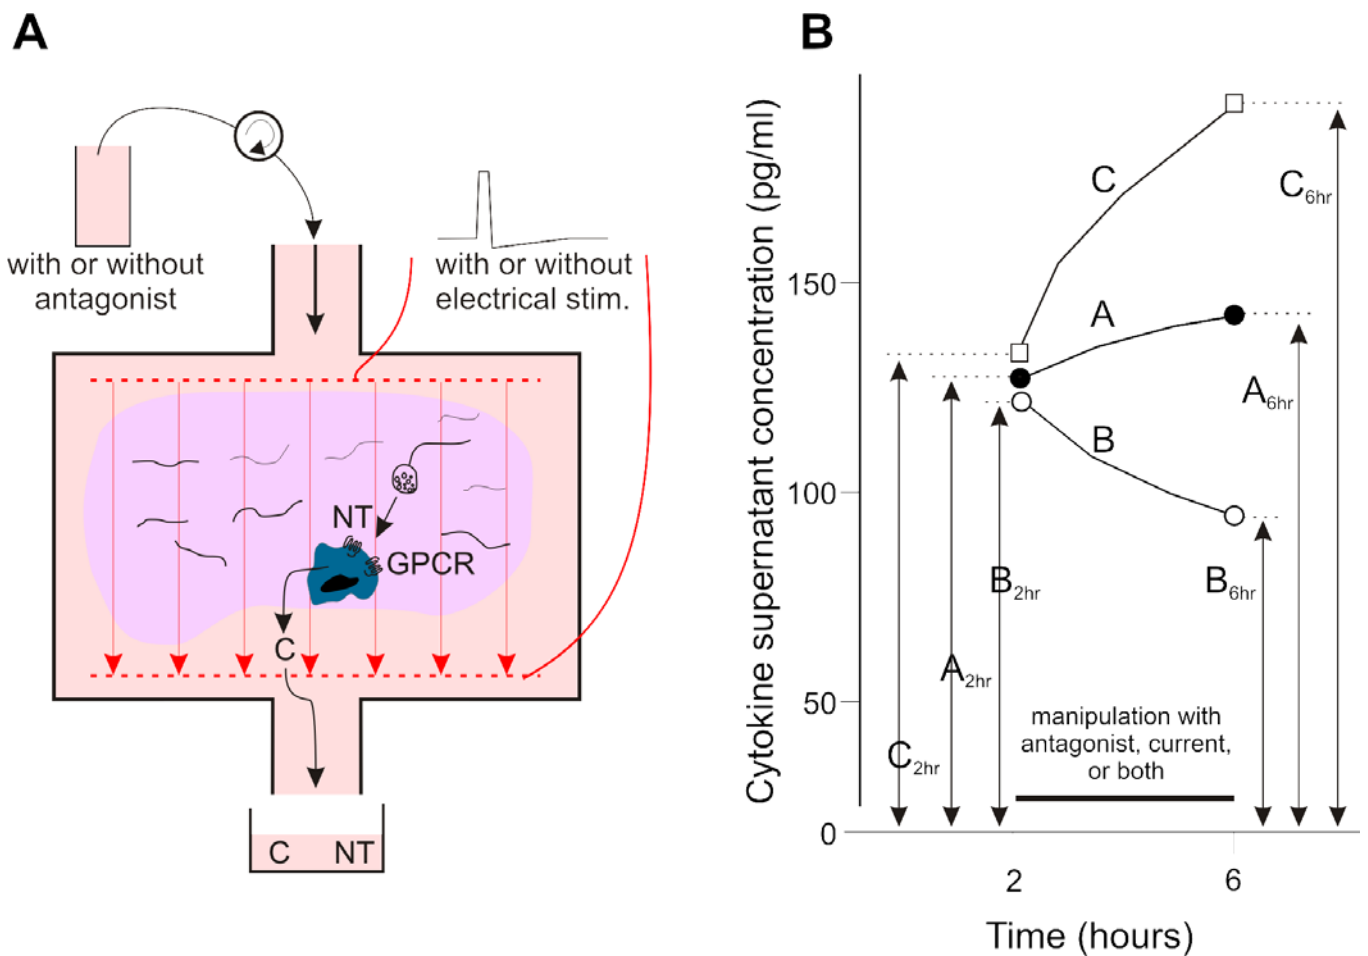 A
with or without
antagonist
with or without
electrical stim.
NT
GPCR
C
C NT
B
Cytokine supernatant concentration (pg/ml)
150
100
50
0
C
A
B
C6hr
A6hr
B2hr
B6hr
A2hr
C2hr
manipulation with
antagonist, current,
or both
2 6
Time (hours)